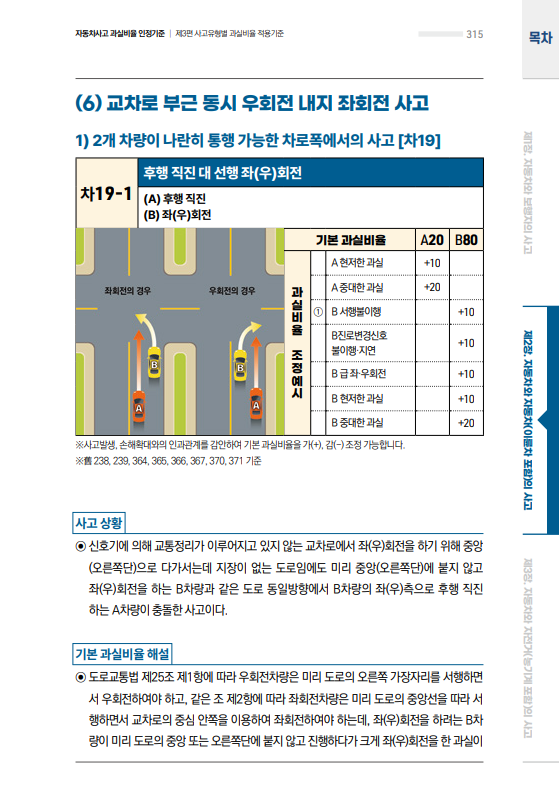 자동차사고 과실비율 인정기준 | 제3편 사고유형별 과실비율 적용기준
315
목차
(6) 교차로 부근 동시 우회전 내지 좌회전 사고
1) 2개 차량이 나란히 통행 가능한 차로폭에서의 사고 [차19]
차19-1
후행 직진 대 선행 좌(우)회전
(A) 후행 직진
(B) 좌(우)회전
좌회전의 경우
우회전의 경우
B
B
A
A
기본 과실비율 A20 B80
과실비율 조정예시
A 현저한 과실 +10
A 중대한 과실 +20
① B 서행불이행 +10
B진로변경신호
불이행·지연 +10
B 급 좌·우회전 +10
B 현저한 과실 +10
B 중대한 과실 +20
※사고발생, 손해확대와의 인과관계를 감안하여 기본 과실비율을 가(+), 감(-) 조정 가능합니다.
※舊 238, 239, 364, 365, 366, 367, 370, 371 기준
사고 상황
◉ 신호기에 의해 교통정리가 이루어지고 있지 않는 교차로에서 좌(우)회전을 하기 위해 중앙
(오른쪽단)으로 다가서는데 지장이 없는 도로임에도 미리 중앙(오른쪽단)에 붙지 않고
좌(우)회전을 하는 B차량과 같은 도로 동일방향에서 B차량의 좌(우)측으로 후행 직진
하는 A차량이 충돌한 사고이다.
기본 과실비율 해설
◉ 도로교통법 제25조 제1항에 따라 우회전차량은 미리 도로의 오른쪽 가장자리를 서행하면
서 우회전하여야 하고, 같은 조 제2항에 따라 좌회전차량은 미리 도로의 중앙선을 따라 서
행하면서 교차로의 중심 안쪽을 이용하여 좌회전하여야 하는데, 좌(우)회전을 하려는 B차
량이 미리 도로의 중앙 또는 오른쪽단에 붙지 않고 진행하다가 크게 좌(우)회전을 한 과실이
제1장. 자동차와 보행자의 사고
제2장. 자동차와 자동차(이륜차 포함)의 사고
제3장. 자동차와 자전거(농기계 포함)의 사고